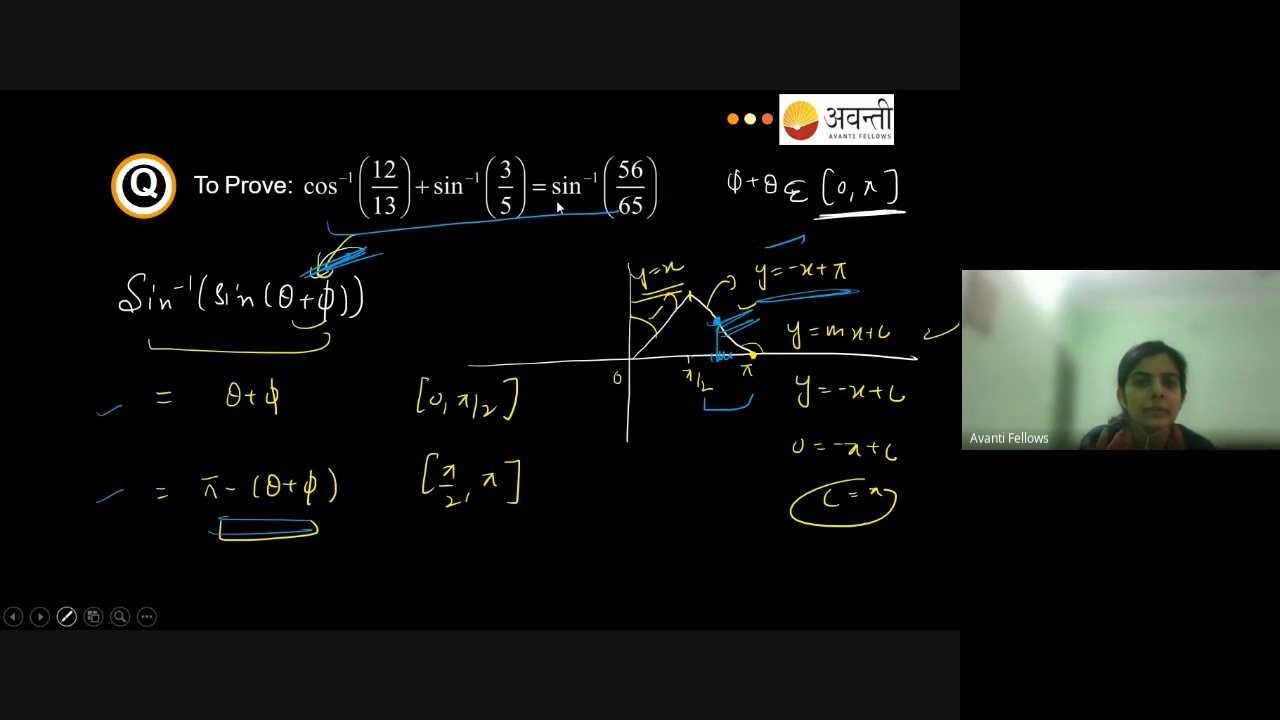 अवन्ती
AVANTI FELLOWS
Q To Prove: cos⁻¹(12/13) + sin⁻¹(3/5) = sin⁻¹(56/65)
ϕ+θ ∈ [0, π]
Sin⁻¹(Sin(θ+ϕ))
= θ+ϕ [0, π/2]
= π-(θ+ϕ) [π/2, π]
y=x
y=-x+π
0 π/2 π
y=mx+c
y=-x+c
0=-π+c
c=π
Avanti Fellows